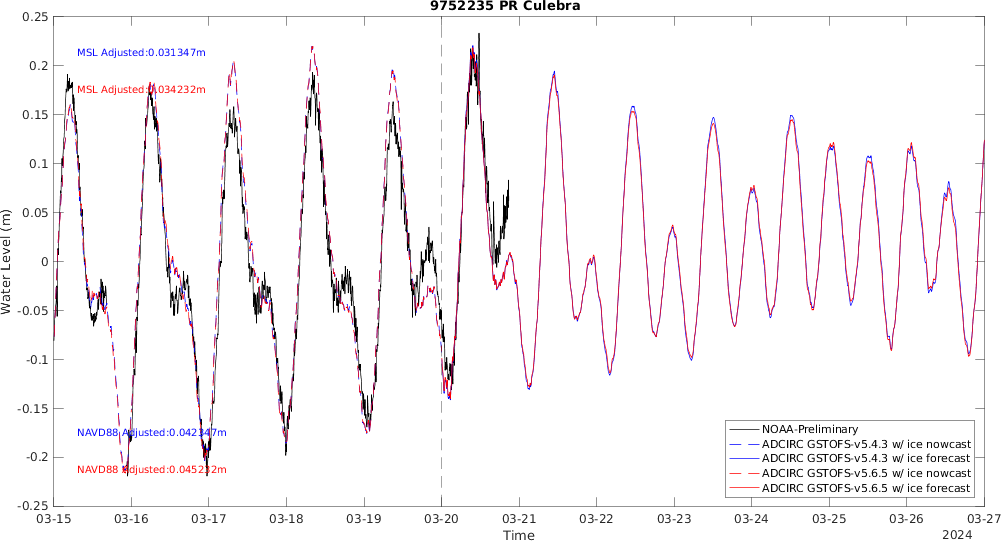 9752235 PR Culebra
0.25
0.2
0.15
0.1
0.05
0
-0.05
-0.1
-0.15
-0.2
-0.25
Water Level (m)
MSL Adjusted:0.031347m
MSL Adjusted:0.034232m
NAVD88 Adjusted:0.042347m
NAVD88 Adjusted:0.045232m
NOAA-Preliminary
ADCIRC GSTOFS-v5.4.3 w/ ice nowcast
ADCIRC GSTOFS-v5.4.3 w/ ice forecast
ADCIRC GSTOFS-v5.6.5 w/ ice nowcast
ADCIRC GSTOFS-v5.6.5 w/ ice forecast
03-15 03-16 03-17 03-18 03-19 03-20 03-21 03-22 03-23 03-24 03-25 03-26 03-27
Time
2024